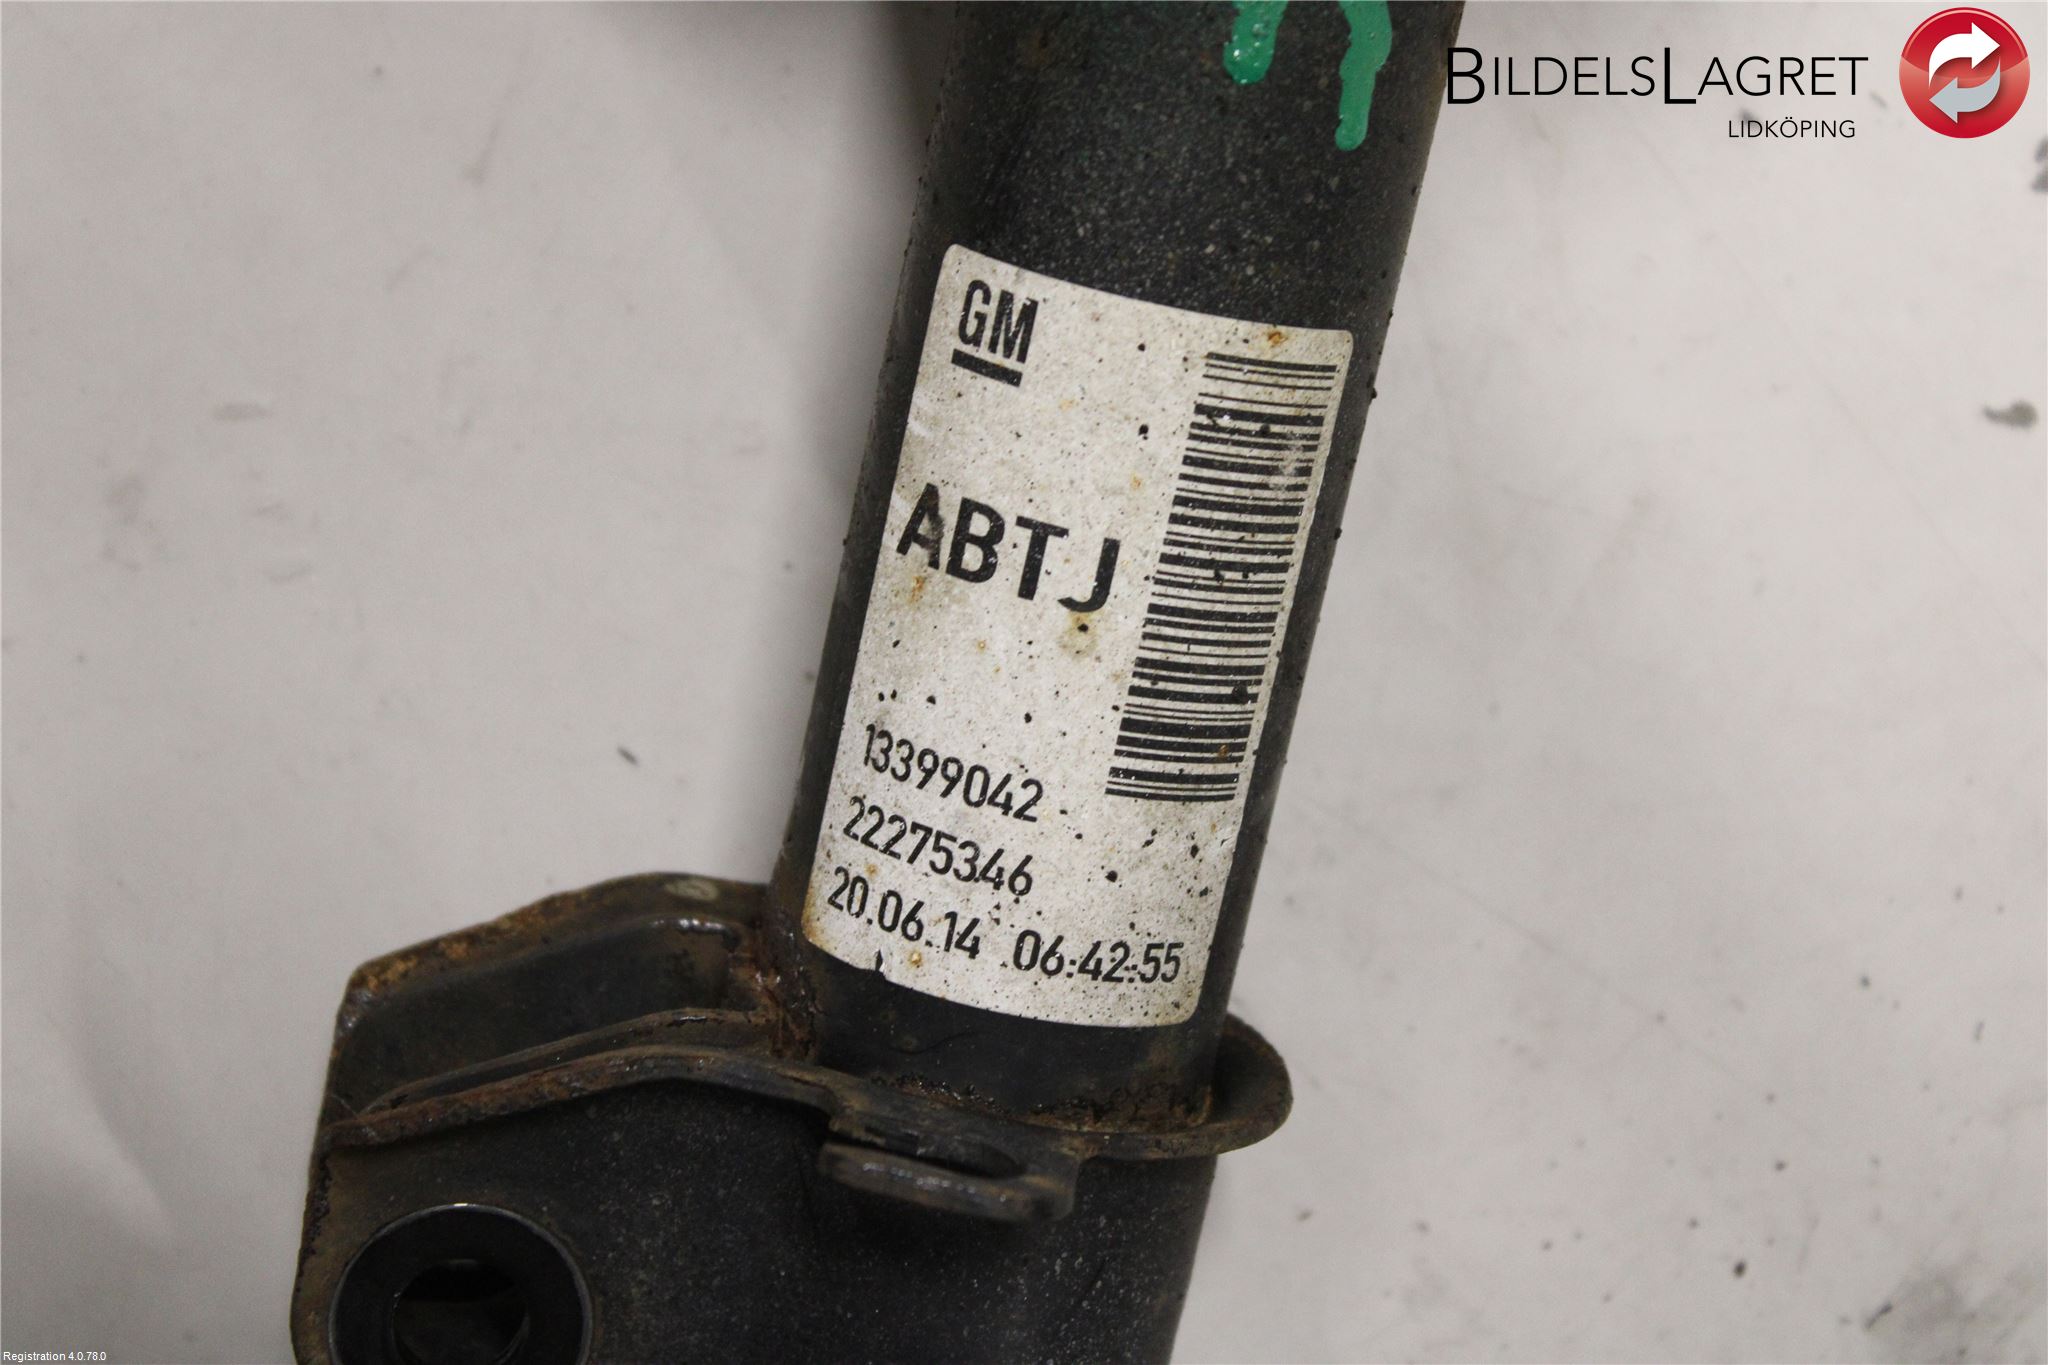 BILDELSLAGRET
LIDKÖPING
GM
ABTJ
13399042
22275346
20.06.14 06:42:55
Registration 4.0.78.0